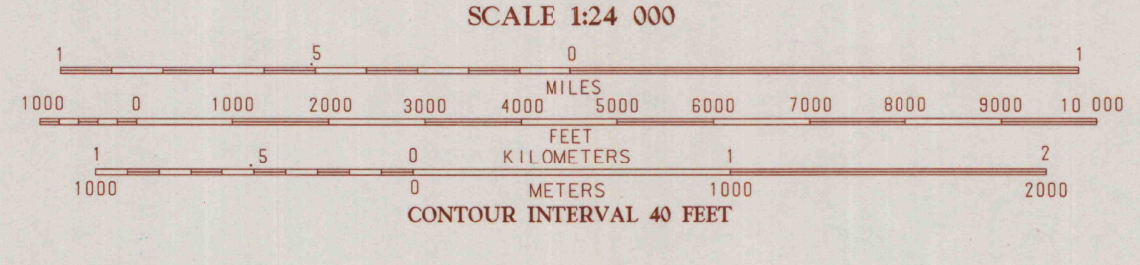 SCALE 1:24 000
1 .5 0 1
MILES
1000 0 1000 2000 3000 4000 5000 6000 7000 8000 9000 10 000
FEET
1 .5 0 KILOMETERS 1 2
1000 0 METERS 1000 2000
CONTOUR INTERVAL 40 FEET